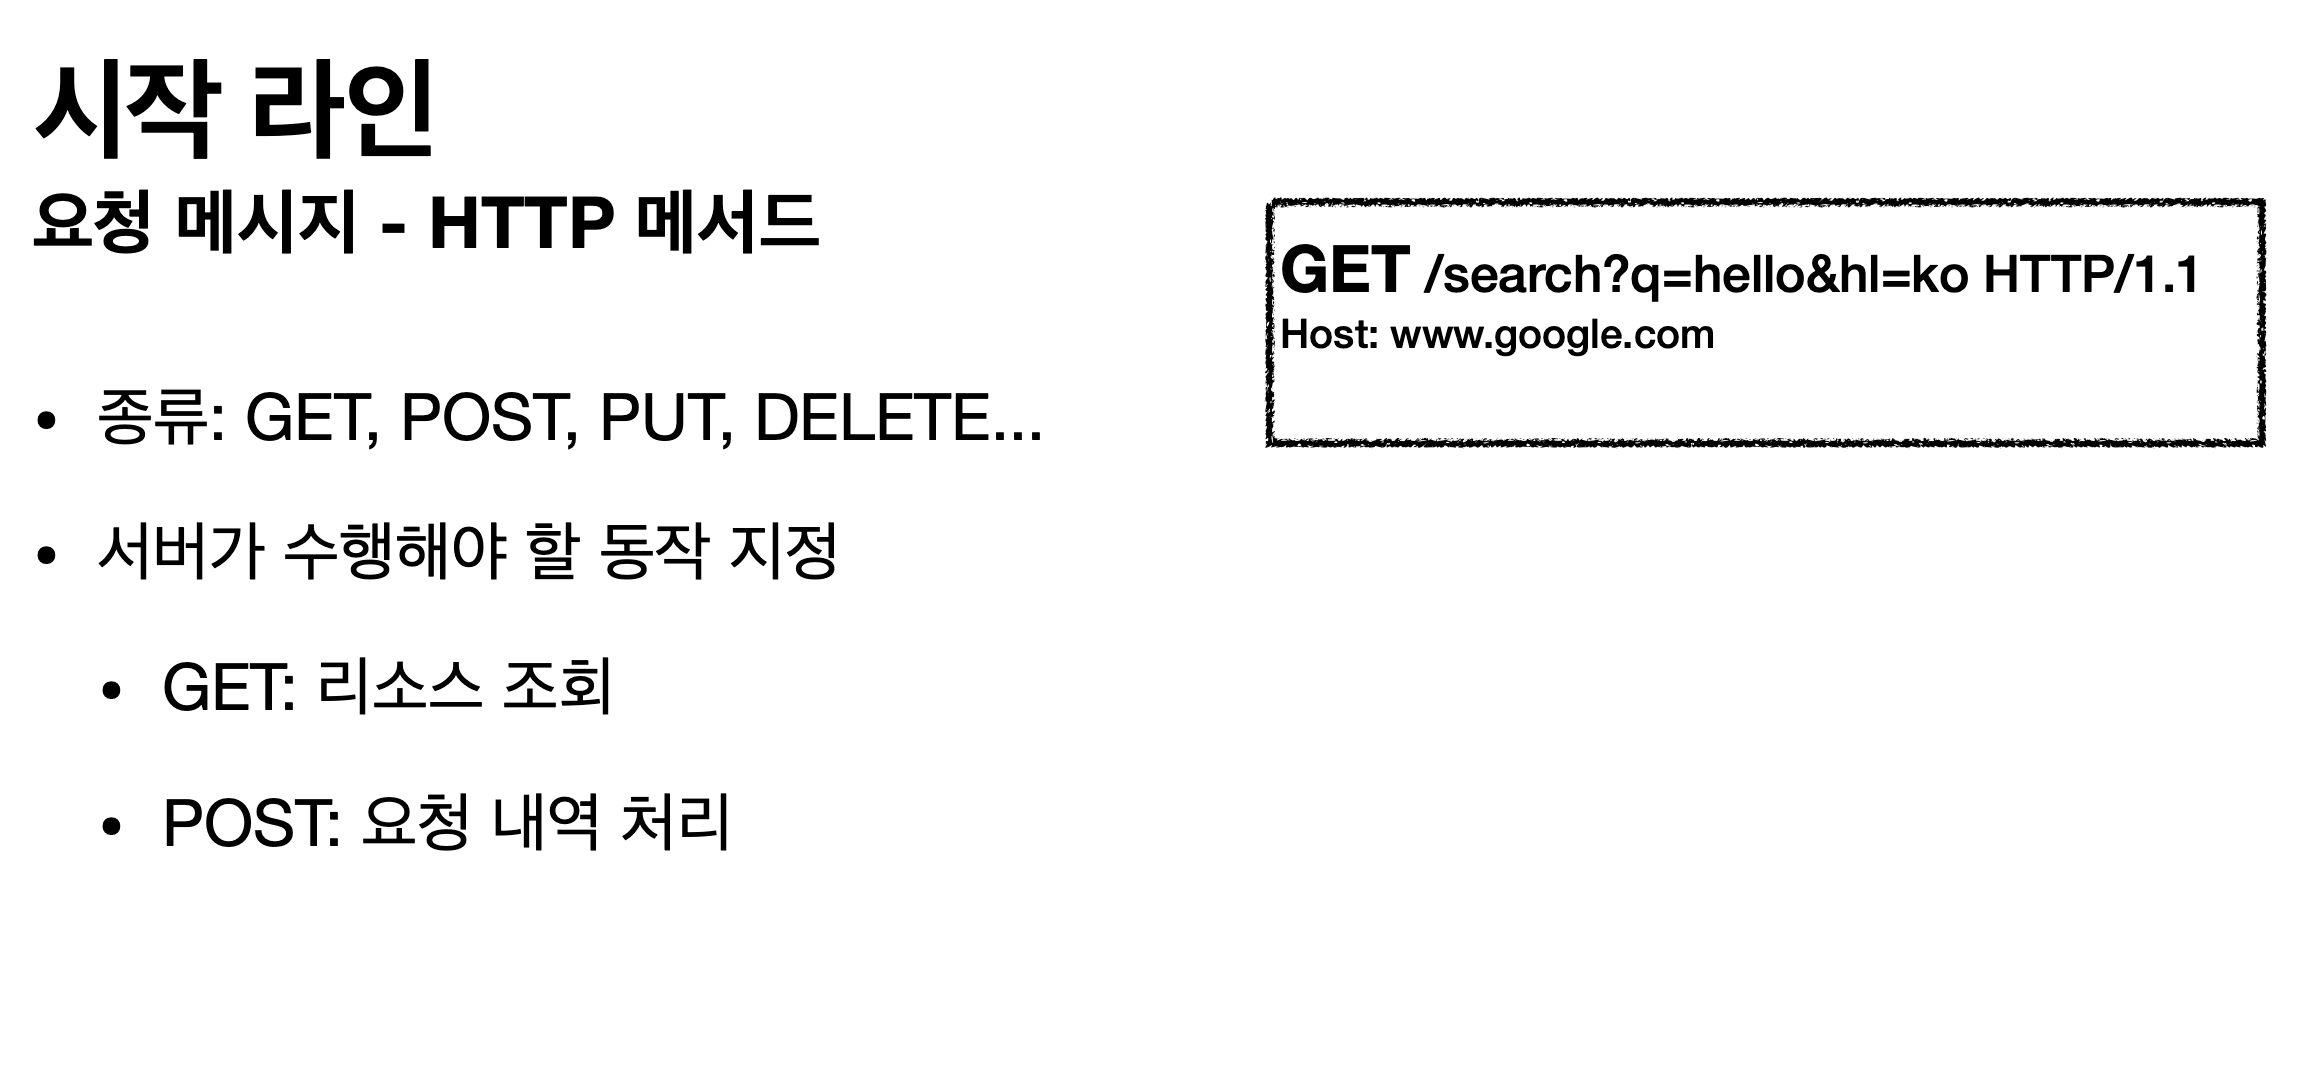 시작 라인
요청 메시지 - HTTP 메서드
• 종류: GET, POST, PUT, DELETE...
• 서버가 수행해야 할 동작 지정
• GET: 리소스 조회
• POST: 요청 내역 처리
GET /search?q=hello&hl=ko HTTP/1.1
Host: www.google.com